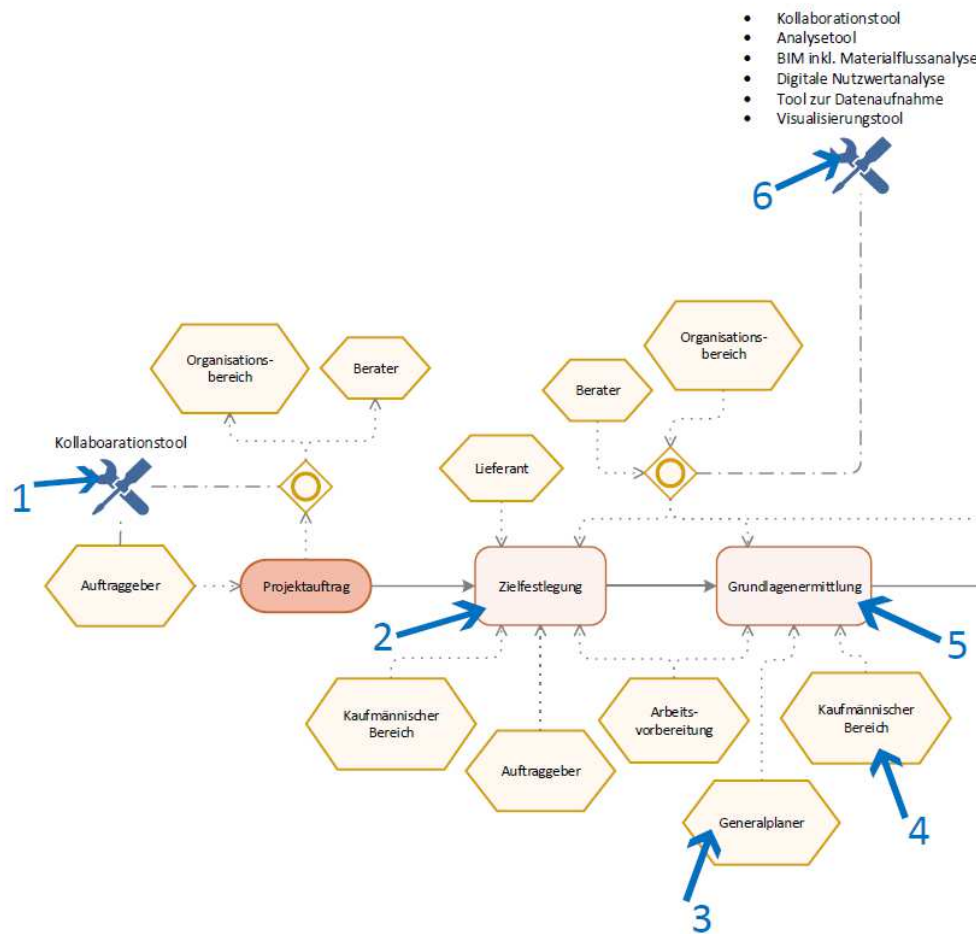 • Kollaborationstool
• Analysetool
• BIM inkl. Materialflussanalyse
• Digitale Nutzwertanalyse
• Tool zur Datenaufnahme
• Visualisierungstool
6
Organisations-
bereich
Berater
Organisations-
bereich
Berater
Kollaboarationstool
1
Lieferant
Auftraggeber
Projektauftrag
Zielfestlegung
Grundlagenermittlung
2
5
Kaufmännischer
Bereich
Auftraggeber
Arbeits-
vorbereitung
Kaufmännischer
Bereich
Generalplaner
4
3